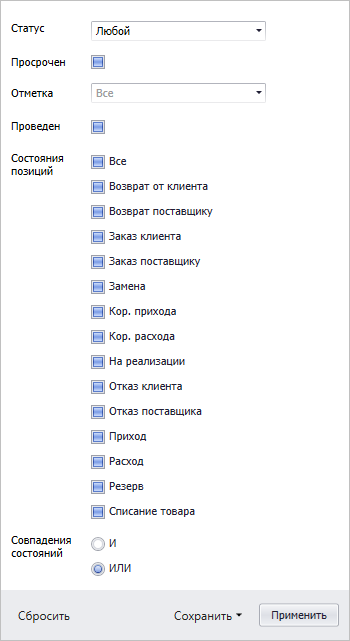 Статус Любой
Просрочен
Отметка Все
Проведен
Состояния
позиций
Все
Возврат от клиента
Возврат поставщику
Заказ клиента
Заказ поставщику
Замена
Кор. прихода
Кор. расхода
На реализации
Отказ клиента
Отказ поставщика
Приход
Расход
Резерв
Списание товара
Совпадения
состояний
И
ИЛИ
Сбросить Сохранить Применить